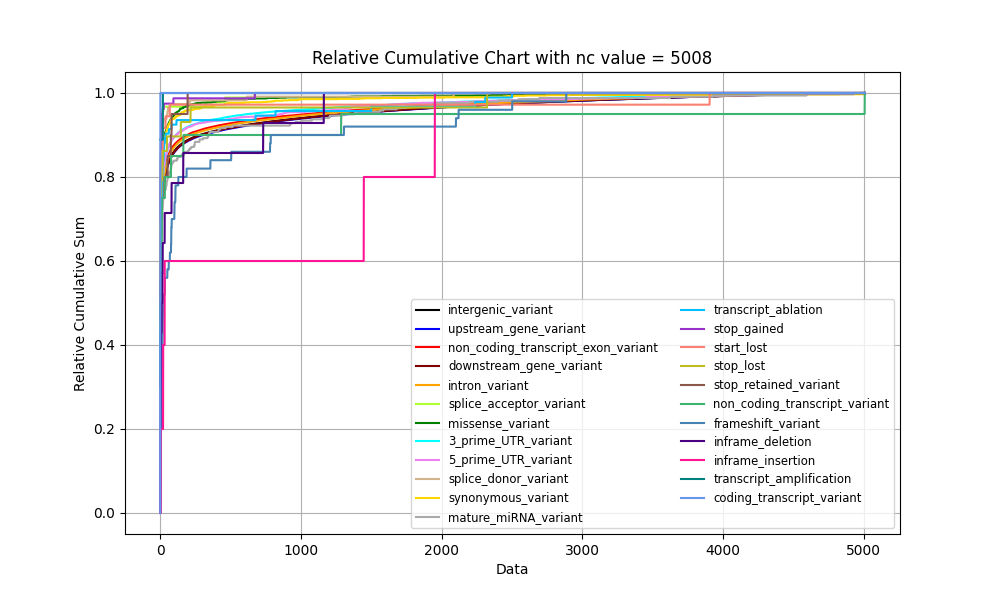 Relative Cumulative Chart with nc value = 5008
1.0
0.8
0.6
0.4
0.2
0.0
Relative Cumulative Sum
intergenic_variant
upstream_gene_variant
non_coding_transcript_exon_variant
downstream_gene_variant
intron_variant
splice_acceptor_variant
missense_variant
3_prime_UTR_variant
5_prime_UTR_variant
splice_donor_variant
synonymous_variant
mature_miRNA_variant
transcript_ablation
stop_gained
start_lost
stop_lost
stop_retained_variant
non_coding_transcript_variant
frameshift_variant
inframe_deletion
inframe_insertion
transcript_amplification
coding_transcript_variant
0 1000 2000 3000 4000 5000
Data